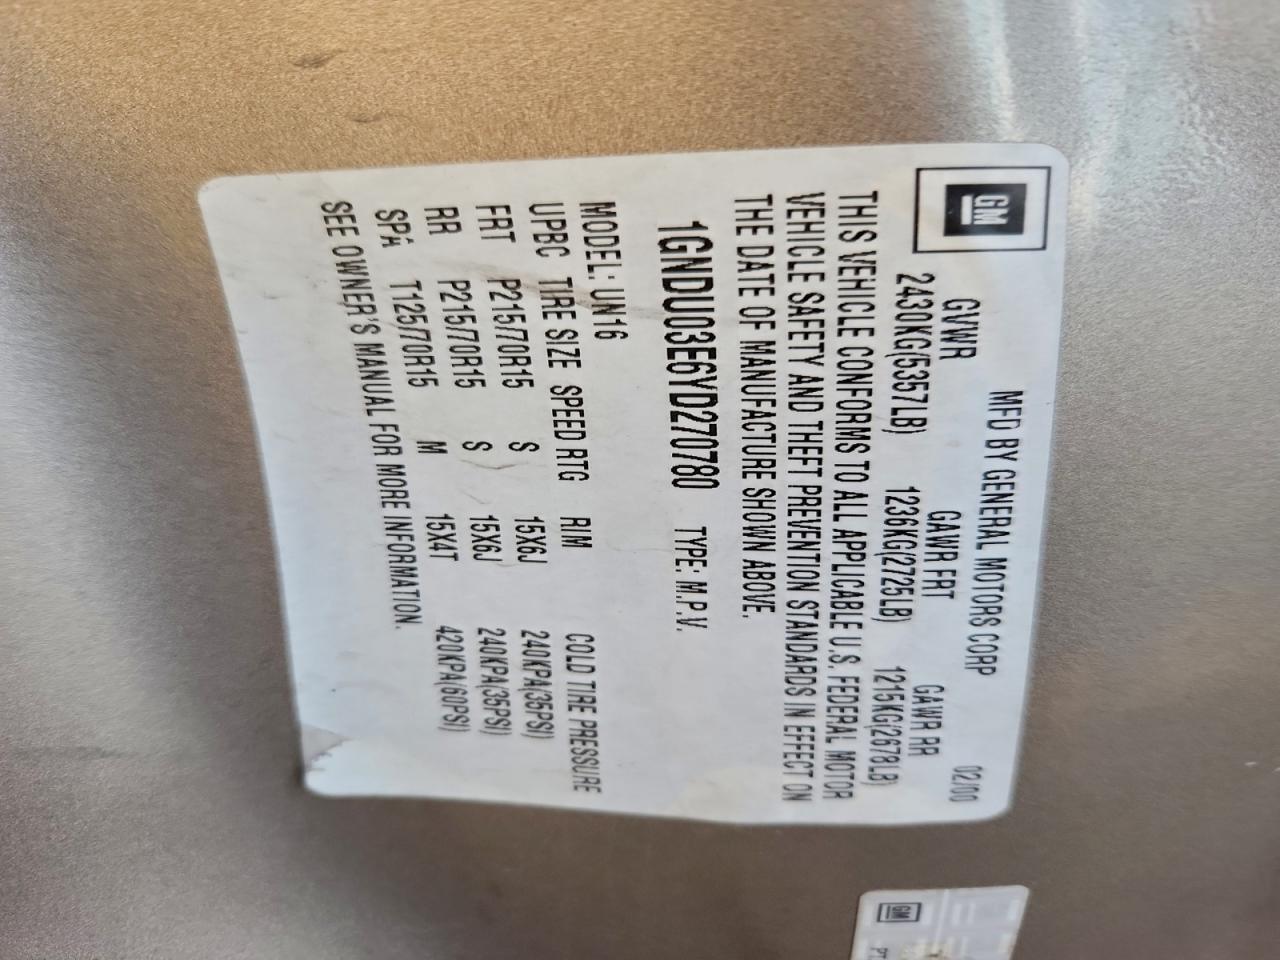 GM
MFD BY GENERAL MOTORS CORP 02/00
GVWR GAWR FRT GAWR RR
2430KG(5357LB) 1236KG(2725LB) 1215KG(2678LB)
THIS VEHICLE CONFORMS TO ALL APPLICABLE U.S. FEDERAL MOTOR
VEHICLE SAFETY AND THEFT PREVENTION STANDARDS IN EFFECT ON
THE DATE OF MANUFACTURE SHOWN ABOVE.
1GNDU03E6YD270780 TYPE: M.P.V.
MODEL: UN16
UPBC TIRE SIZE SPEED RTG RIM COLD TIRE PRESSURE
FRT P215/70R15 S 15X6J 240KPA(35PSI)
RR P215/70R15 S 15X6J 240KPA(35PSI)
SPA T125/70R15 M 15X4T 420KPA(60PSI)
SEE OWNER'S MANUAL FOR MORE INFORMATION.
GM